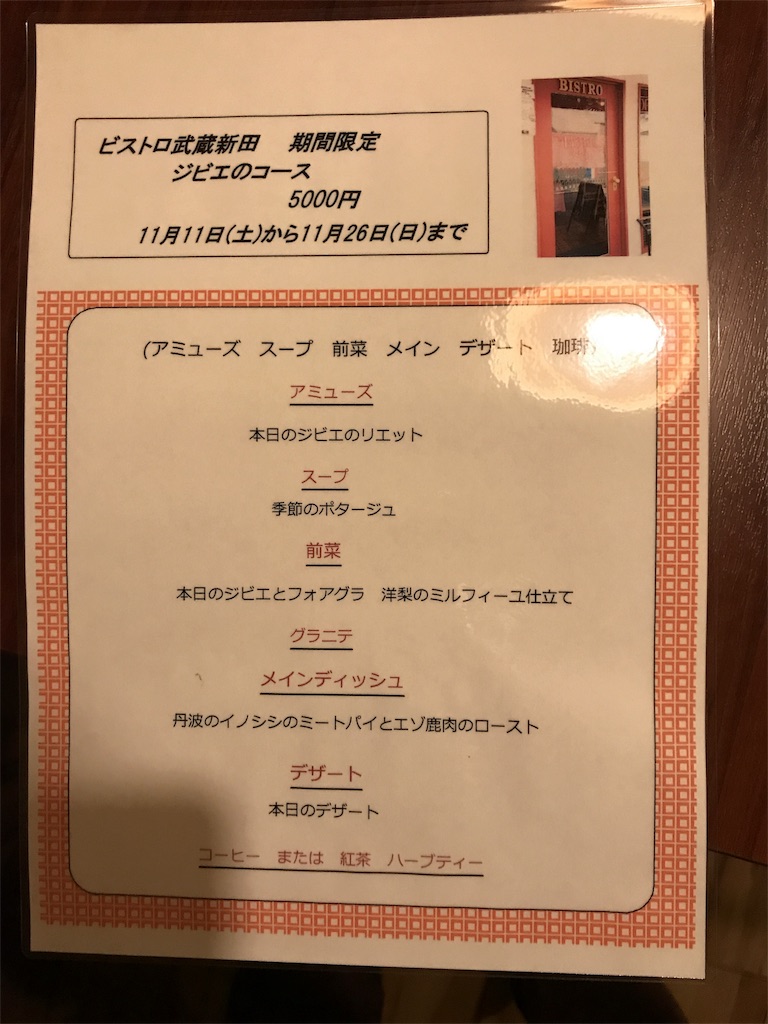 BISTRO
ビストロ武蔵新田　期間限定
ジビエのコース
5000円
11月11日(土)から11月26日(日)まで
(アミューズ　スープ　前菜　メイン　デザート　珈琲)
アミューズ
本日のジビエのリエット
スープ
季節のポタージュ
前菜
本日のジビエとフォアグラ　洋梨のミルフィーユ仕立て
グラニテ
メインディッシュ
丹波のイノシシのミートパイとエゾ鹿肉のロースト
デザート
本日のデザート
コーヒー　または　紅茶　ハーブティー